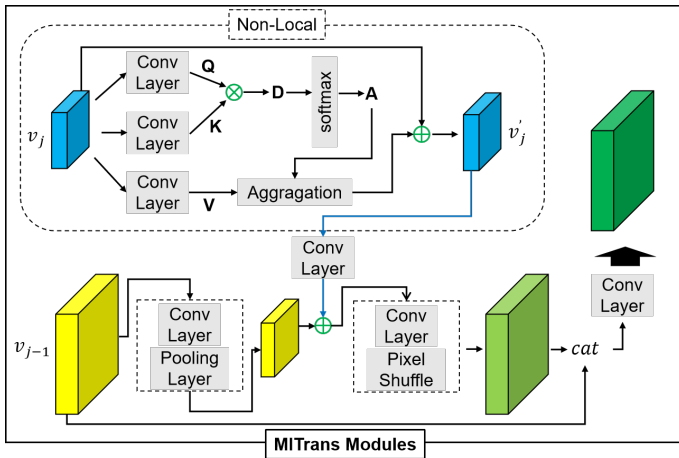 Non-Local
Conv
Layer
Q
D
softmax
A
v_j
Conv
Layer
K
v'_j
Conv
Layer
V
Aggragation
Conv
Layer
Conv
Layer
v_{j-1}
Conv
Layer
Pooling
Layer
Conv
Layer
Pixel
Shuffle
cat
MITrans Modules